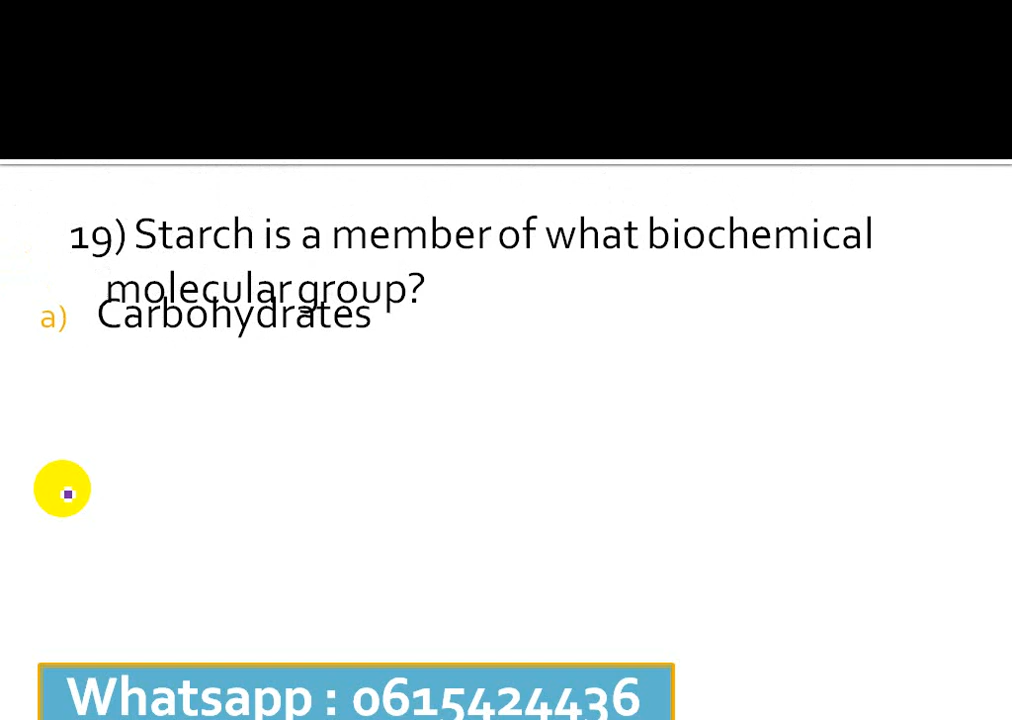 19) Starch is a member of what biochemical
molecular group?
a) Carbohydrates
Whatsapp : 0615424436